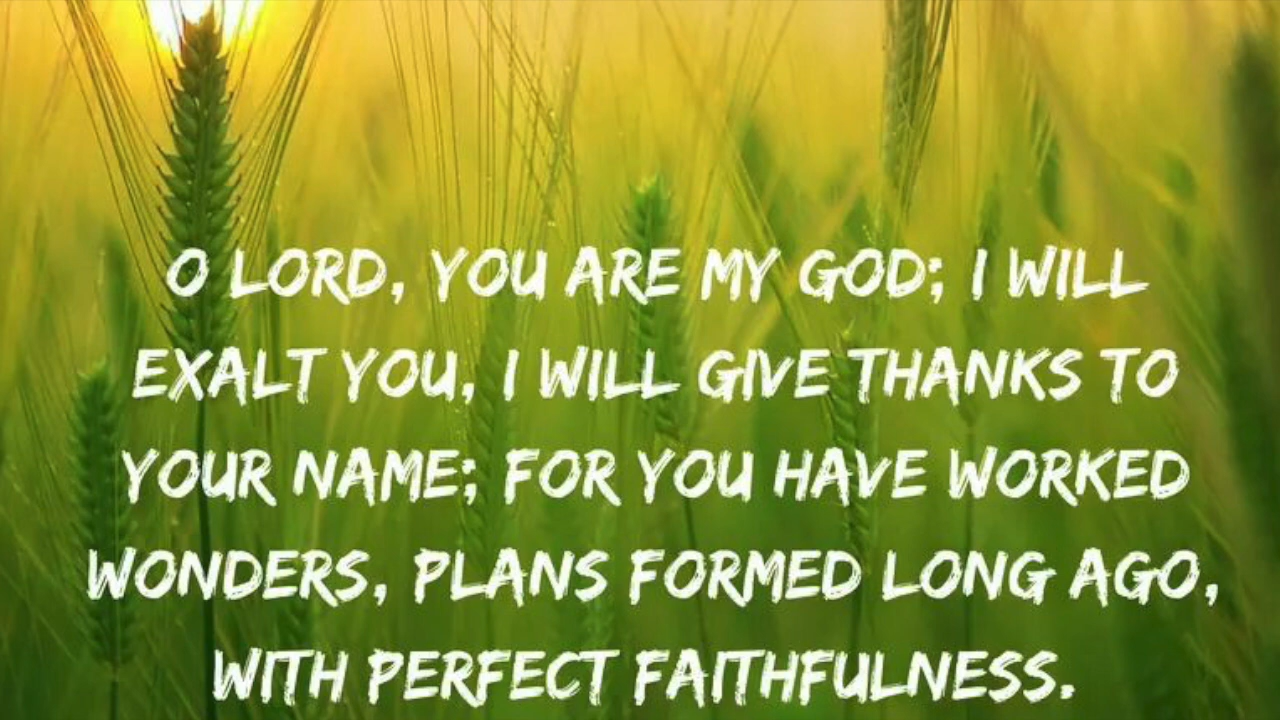 O LORD, YOU ARE MY GOD; I WILL
EXALT YOU, I WILL GIVE THANKS TO
YOUR NAME; FOR YOU HAVE WORKED
WONDERS, PLANS FORMED LONG AGO,
WITH PERFECT FAITHFULNESS.